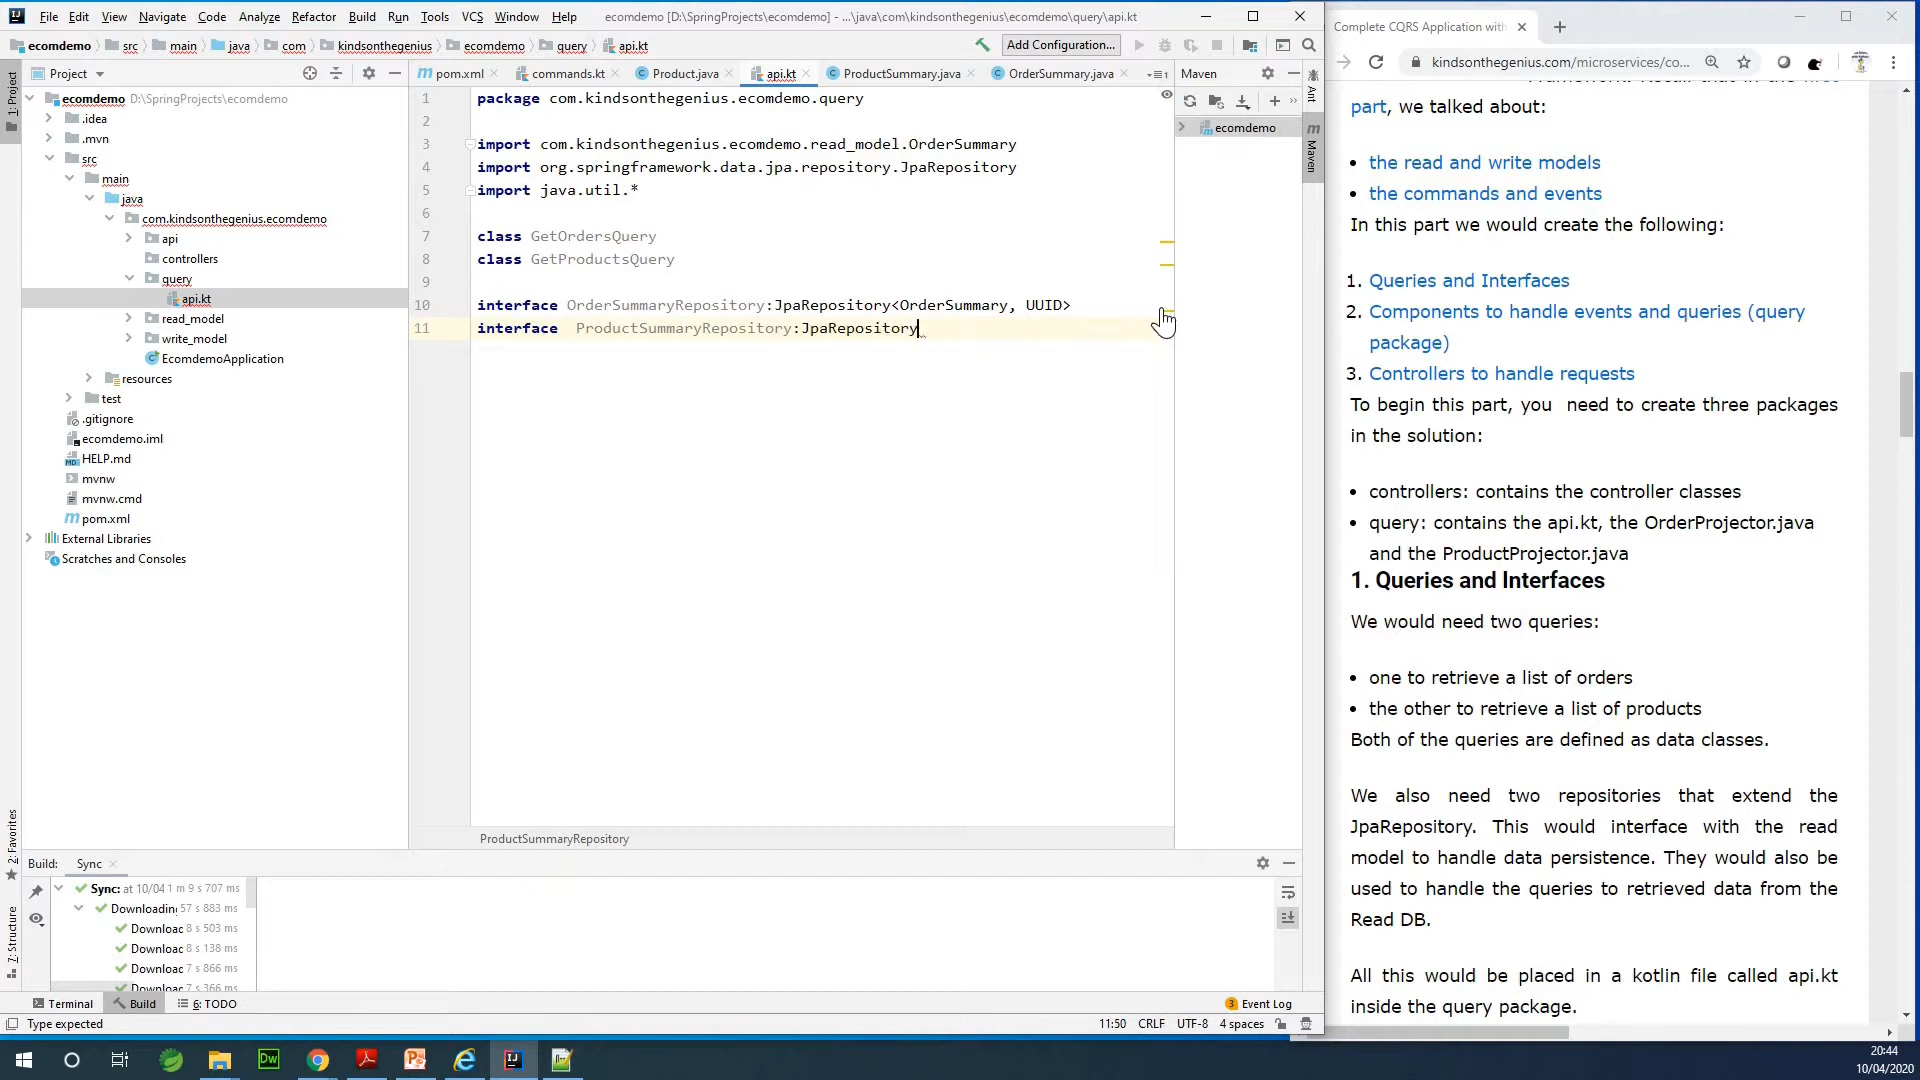 File Edit View Navigate Code Analyze Refactor Build Run Tools VCS Window Help ecomdemo [D:\SpringProjects\ecomdemo] - ...\java\com\kindsonthegenius\ecomdemo\query\api.kt
ecomdemo src main java com kindsonthegenius ecomdemo query api.kt Add Configuration...
1: Project
Project
ecomdemo D:\SpringProjects\ecomdemo
.idea
.mvn
src
main
java
com.kindsonthegenius.ecomdemo
api
controllers
query
api.kt
read_model
write_model
EcomdemoApplication
resources
test
.gitignore
ecomdemo.iml
HELP.md
mvnw
mvnw.cmd
pom.xml
External Libraries
Scratches and Consoles
2: Favorites
7: Structure
pom.xml commands.kt Product.java api.kt ProductSummary.java OrderSummary.java
1 package com.kindsonthegenius.ecomdemo.query
2
3 import com.kindsonthegenius.ecomdemo.read_model.OrderSummary
4 import org.springframework.data.jpa.repository.JpaRepository
5 import java.util.*
6
7 class GetOrdersQuery
8 class GetProductsQuery
9
10 interface OrderSummaryRepository:JpaRepository<OrderSummary, UUID>
11 interface  ProductSummaryRepository:JpaRepository
ProductSummaryRepository
Maven
ecomdemo
Ant
Maven
Build: Sync
Sync: at 10/04 1 m 9 s 707 ms
Downloadin 57 s 883 ms
Downloac 8 s 503 ms
Downloac 8 s 138 ms
Downloac 7 s 866 ms
Downloac 7 s 366 ms
Terminal Build 6: TODO 3 Event Log
Type expected 11:50 CRLF UTF-8 4 spaces
Complete CQRS Application with
kindsonthegenius.com/microservices/co...
part, we talked about:
• the read and write models
• the commands and events
In this part we would create the following:
1. Queries and Interfaces
2. Components to handle events and queries (query
package)
3. Controllers to handle requests
To begin this part, you need to create three packages
in the solution:
• controllers: contains the controller classes
• query: contains the api.kt, the OrderProjector.java
and the ProductProjector.java
1. Queries and Interfaces
We would need two queries:
• one to retrieve a list of orders
• the other to retrieve a list of products
Both of the queries are defined as data classes.
We also need two repositories that extend the
JpaRepository. This would interface with the read
model to handle data persistence. They would also be
used to handle the queries to retrieved data from the
Read DB.
All this would be placed in a kotlin file called api.kt
inside the query package.
20:44
10/04/2020